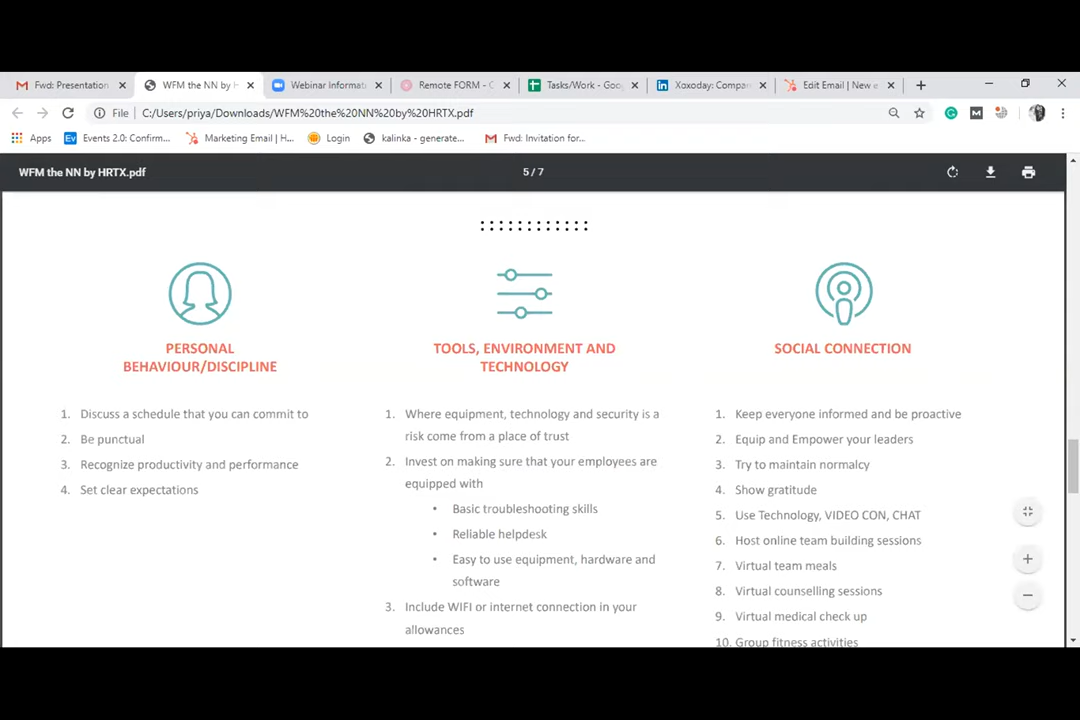 Fwd: Presentation
WFM the NN by H
Webinar Informati
Remote FORM - C
Tasks/Work - Goog
Xoxoday: Compan
Edit Email | New e
File C:/Users/priya/Downloads/WFM%20the%20NN%20by%20HRTX.pdf
Apps
Events 2.0: Confirm...
Marketing Email | H...
Login
kalinka - generate...
Fwd: Invitation for...
WFM the NN by HRTX.pdf
5 / 7
PERSONAL
BEHAVIOUR/DISCIPLINE
1. Discuss a schedule that you can commit to
2. Be punctual
3. Recognize productivity and performance
4. Set clear expectations
TOOLS, ENVIRONMENT AND
TECHNOLOGY
1. Where equipment, technology and security is a
risk come from a place of trust
2. Invest on making sure that your employees are
equipped with
• Basic troubleshooting skills
• Reliable helpdesk
• Easy to use equipment, hardware and
software
3. Include WIFI or internet connection in your
allowances
SOCIAL CONNECTION
1. Keep everyone informed and be proactive
2. Equip and Empower your leaders
3. Try to maintain normalcy
4. Show gratitude
5. Use Technology, VIDEO CON, CHAT
6. Host online team building sessions
7. Virtual team meals
8. Virtual counselling sessions
9. Virtual medical check up
10. Group fitness activities